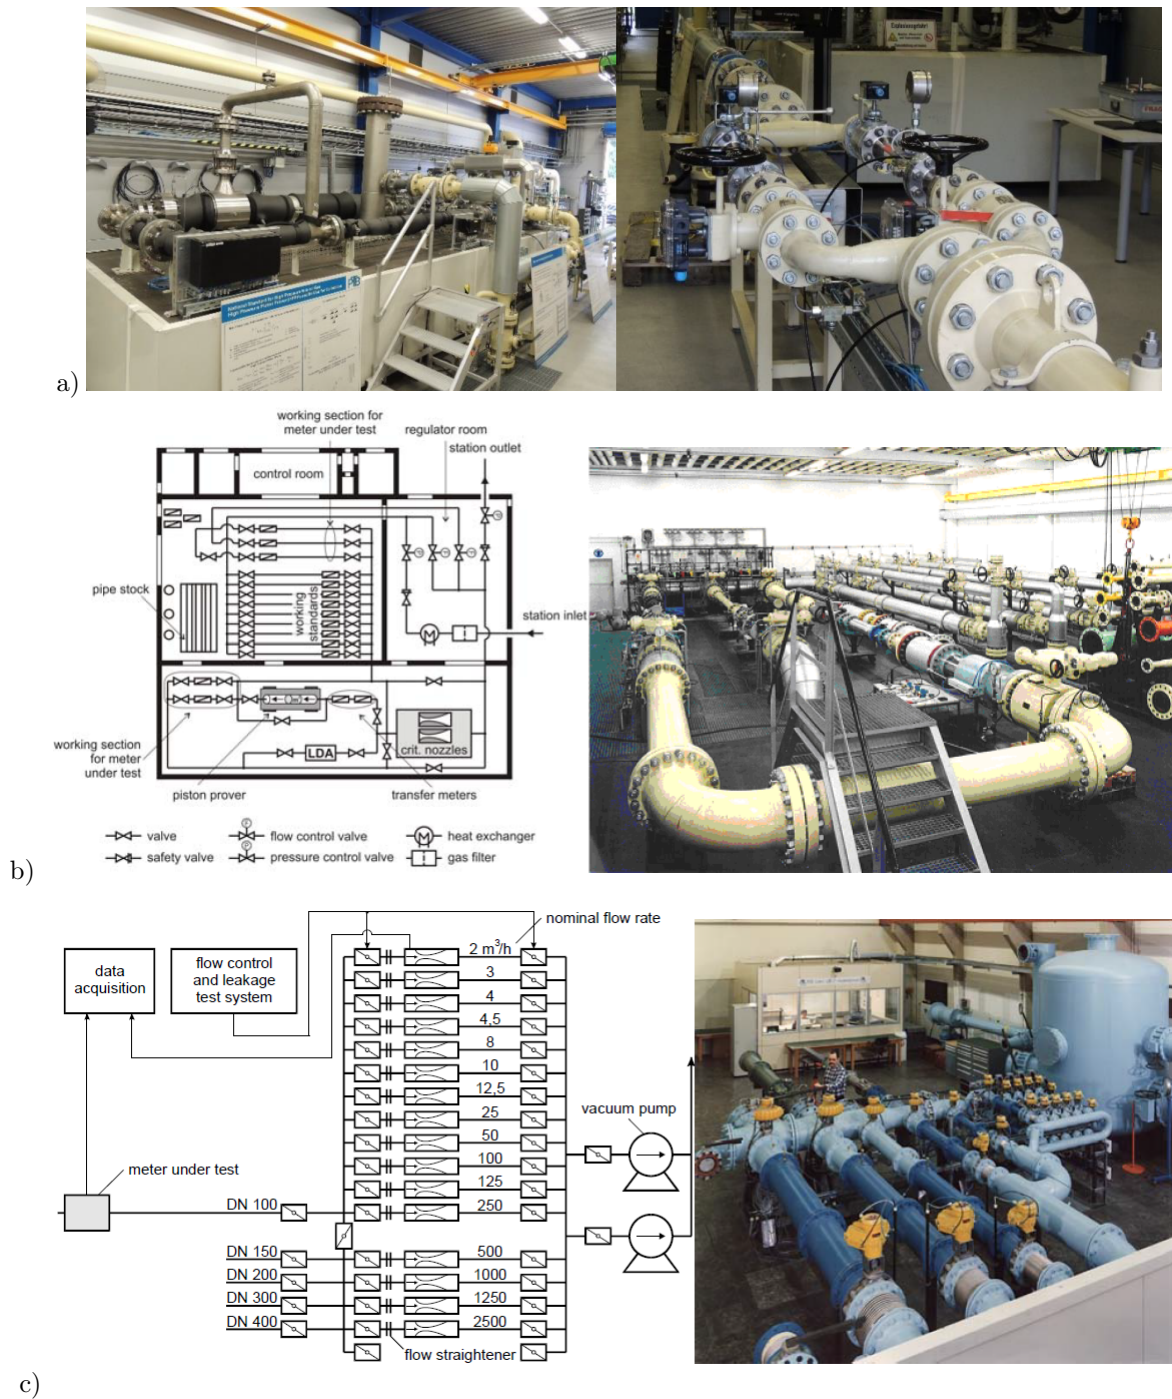 Explosionsgefahr!
a)
working section for
meter under test
regulator room
station outlet
control room
pipe stock
working
standards
station inlet
M
LDA
crit. nozzles
working section
for meter
under test
piston prover
transfer meters
valve
F
flow control valve
M
heat exchanger
safety valve
P
pressure control valve
gas filter
b)
nominal flow rate
data
acquisition
flow control
and leakage
test system
2 m³/h
3
4
4,5
8
10
12,5
25
50
100
125
250
vacuum pump
meter under test
DN 100
DN 150
500
DN 200
1000
DN 300
1250
DN 400
2500
flow straightener
c)